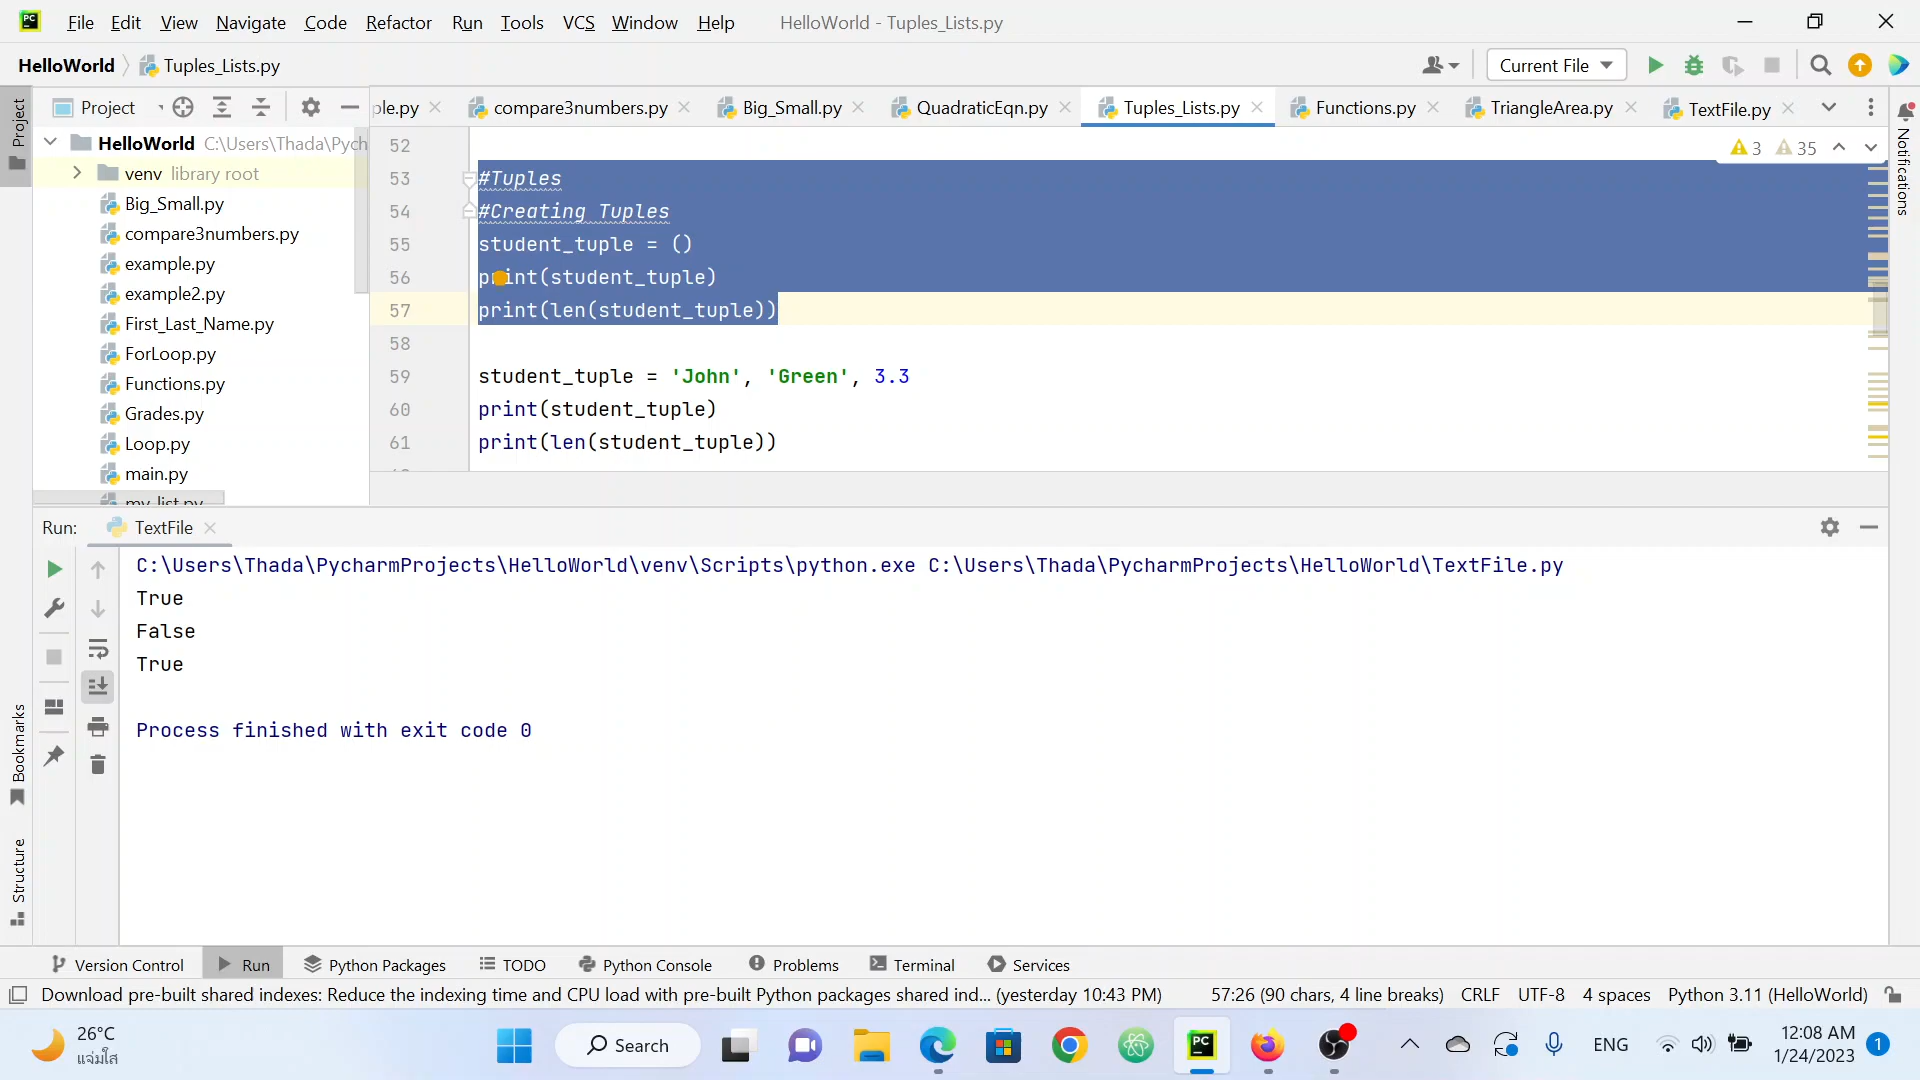 PC File Edit View Navigate Code Refactor Run Tools VCS Window Help HelloWorld - Tuples_Lists.py
HelloWorld Tuples_Lists.py Current File
Project ple.py compare3numbers.py Big_Small.py QuadraticEqn.py Tuples_Lists.py Functions.py TriangleArea.py TextFile.py
Project
Notifications
HelloWorld C:\Users\Thada\Pych
venv library root
Big_Small.py
compare3numbers.py
example.py
example2.py
First_Last_Name.py
ForLoop.py
Functions.py
Grades.py
Loop.py
main.py
my_list.py
3 35
52
53 #Tuples
54 #Creating Tuples
55 student_tuple = ()
56 print(student_tuple)
57 print(len(student_tuple))
58
59 student_tuple = 'John', 'Green', 3.3
60 print(student_tuple)
61 print(len(student_tuple))
Run: TextFile
C:\Users\Thada\PycharmProjects\HelloWorld\venv\Scripts\python.exe C:\Users\Thada\PycharmProjects\HelloWorld\TextFile.py
True
False
True
Process finished with exit code 0
Bookmarks
Structure
Version Control Run Python Packages TODO Python Console Problems Terminal Services
Download pre-built shared indexes: Reduce the indexing time and CPU load with pre-built Python packages shared ind... (yesterday 10:43 PM) 57:26 (90 chars, 4 line breaks) CRLF UTF-8 4 spaces Python 3.11 (HelloWorld)
26°C
แจ่มใส
Search
PC
ENG
12:08 AM
1/24/2023
1